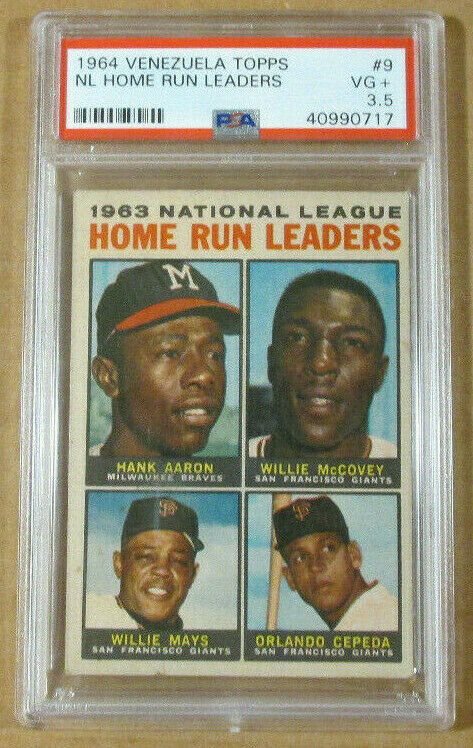 1964 VENEZUELA TOPPS #9
NL HOME RUN LEADERS VG+
3.5
PSA 40990717
1963 NATIONAL LEAGUE
HOME RUN LEADERS
M
HANK AARON
MILWAUKEE BRAVES
WILLIE McCOVEY
SAN FRANCISCO GIANTS
SF
SF
WILLIE MAYS
SAN FRANCISCO GIANTS
ORLANDO CEPEDA
SAN FRANCISCO GIANTS